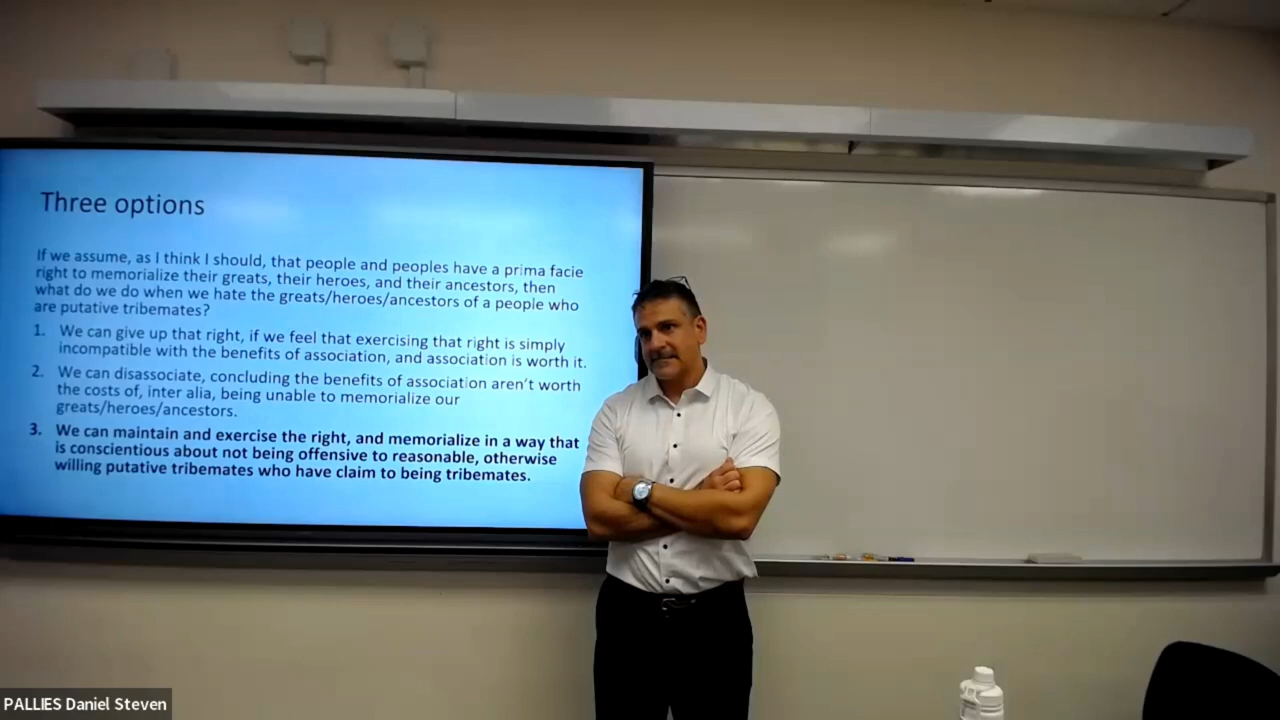 Three options
If we assume, as I think I should, that people and peoples have a prima facie
right to memorialize their greats, their heroes, and their ancestors, then
what do we do when we hate the greats/heroes/ancestors of a people who
are putative tribemates?
1. We can give up that right, if we feel that exercising that right is simply
incompatible with the benefits of association, and association is worth it.
2. We can disassociate, concluding the benefits of association aren't worth
the costs of, inter alia, being unable to memorialize our
greats/heroes/ancestors.
3. We can maintain and exercise the right, and memorialize in a way that
is conscientious about not being offensive to reasonable, otherwise
willing putative tribemates who have claim to being tribemates.
PALLIES Daniel Steven